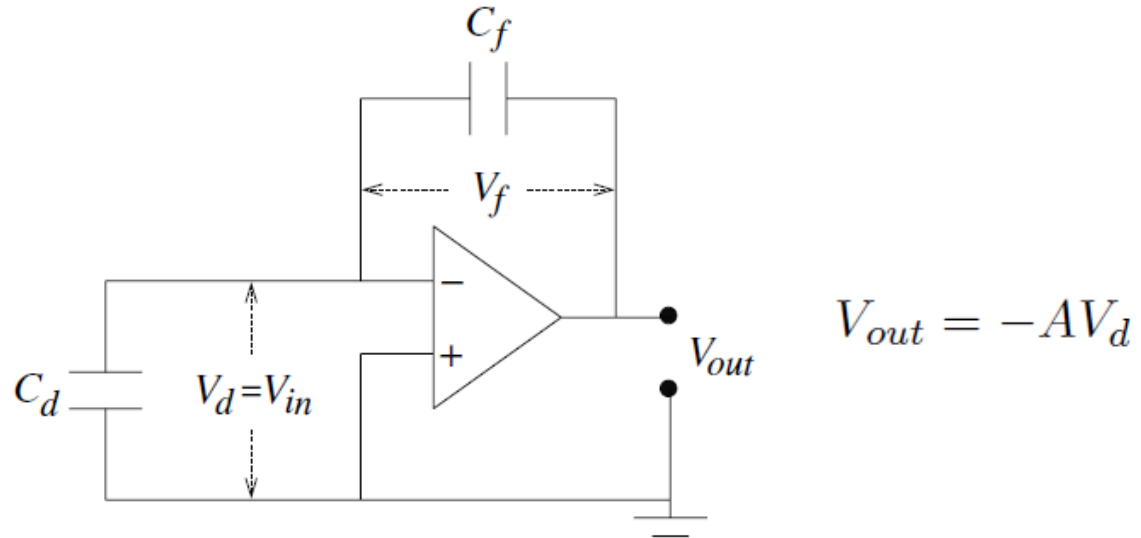 C_f
V_f
−
+
C_d
V_d=V_in
V_out
V_out = −AV_d